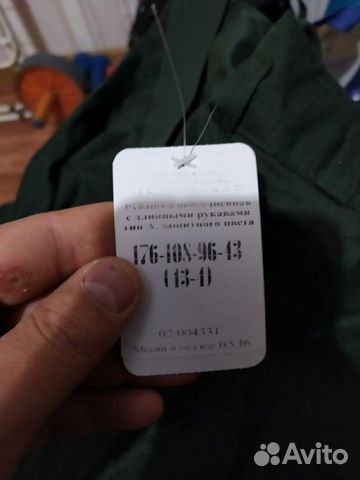 Рубашка повседневная
с длинными рукавами
тип А, защитного цвета
176-108-96-43
(43-4)
02-004331
Месяц и год изг. 05.16
Avito